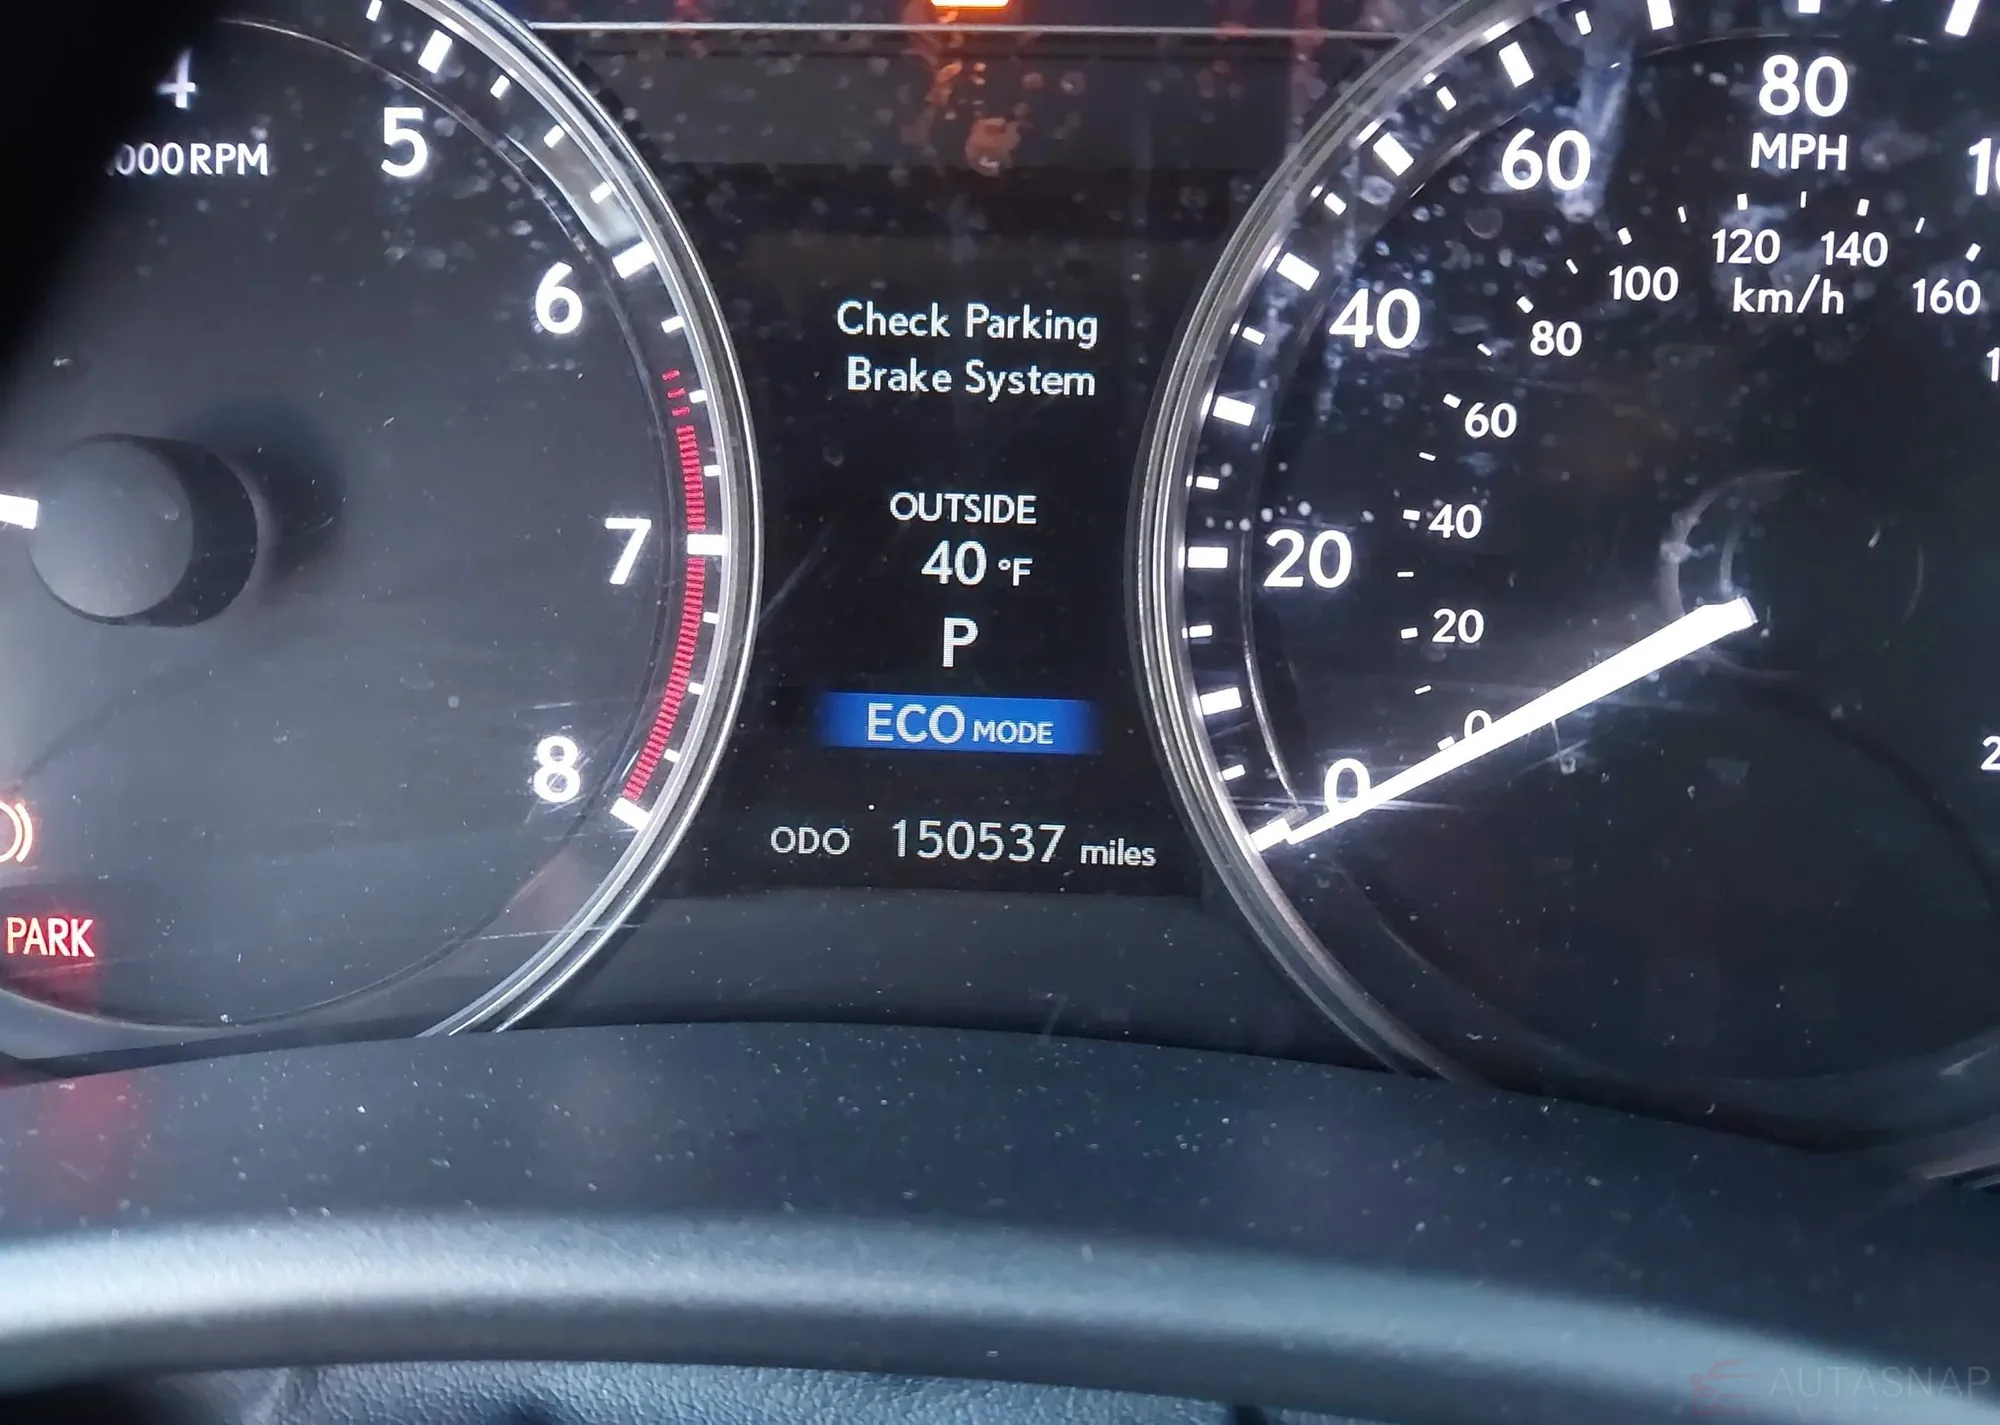 4
000 RPM
5
6
7
8
PARK
Check Parking
Brake System
OUTSIDE
40 °F
P
ECO MODE
ODO 150537 miles
80
MPH
60
40
20
0
120 140
100
km/h
160
80
60
40
20
0
AUTASNAP